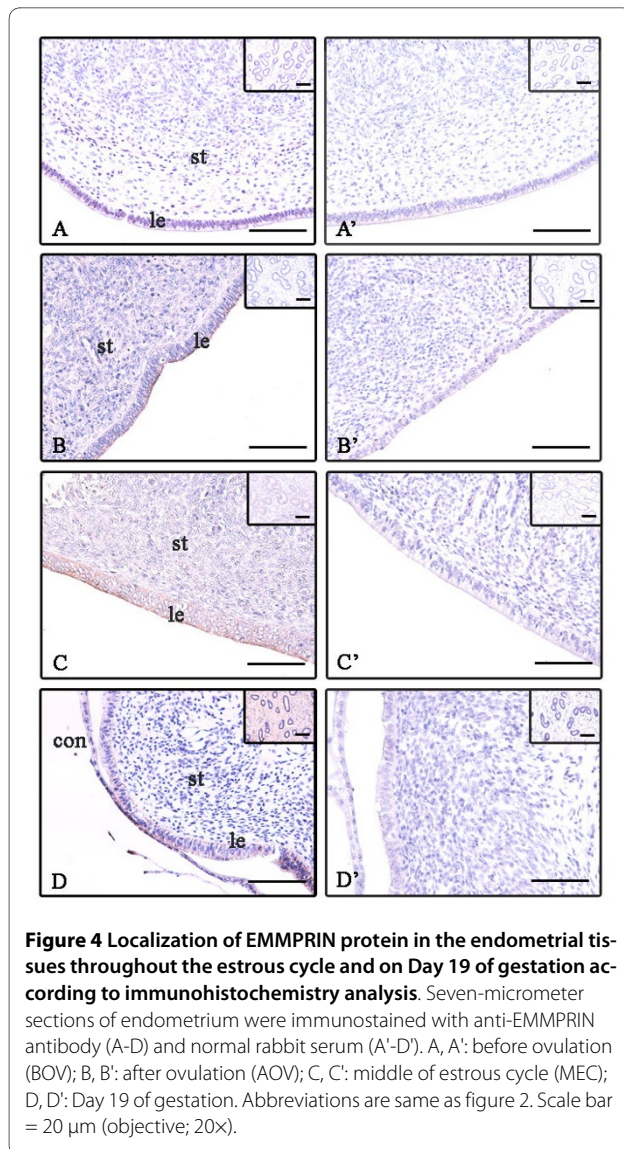 st
le
A
A'
st
le
B
B'
st
le
C
C'
con
st
le
D
D'
Figure 4 Localization of EMMPRIN protein in the endometrial tis-
sues throughout the estrous cycle and on Day 19 of gestation ac-
cording to immunohistochemistry analysis. Seven-micrometer
sections of endometrium were immunostained with anti-EMMPRIN
antibody (A-D) and normal rabbit serum (A'-D'). A, A': before ovulation
(BOV); B, B': after ovulation (AOV); C, C': middle of estrous cycle (MEC);
D, D': Day 19 of gestation. Abbreviations are same as figure 2. Scale bar
= 20 μm (objective; 20×).